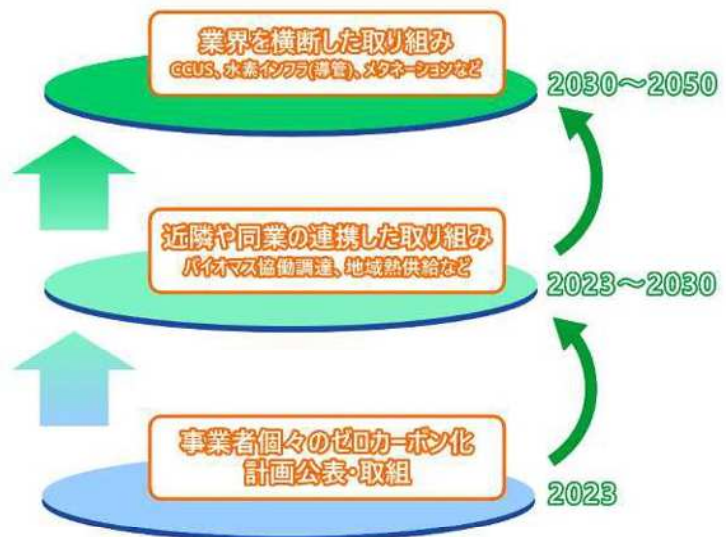 業界を横断した取り組み
CCUS、水素インフラ(導管)、メタネーションなど
2030～2050
近隣や同業の連携した取り組み
バイオマス協働調達、地域熱供給など
2023～2030
事業者個々のゼロカーボン化
計画公表・取組
2023